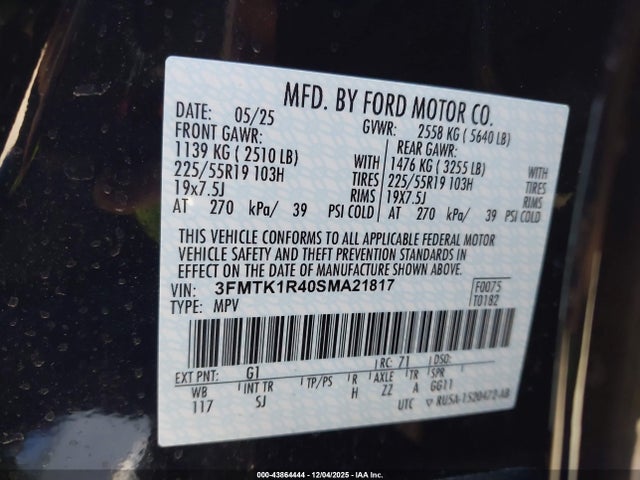 MFD. BY FORD MOTOR CO.
DATE: 05/25 GVWR: 2558 KG ( 5640 LB)
FRONT GAWR: REAR GAWR:
1139 KG ( 2510 LB) WITH 1476 KG ( 3255 LB) WITH
225/55R19 103H TIRES 225/55R19 103H TIRES
19x7.5J RIMS 19X7.5J RIMS
AT 270 kPa/ 39 PSI COLD AT 270 kPa/ 39 PSI COLD
THIS VEHICLE CONFORMS TO ALL APPLICABLE FEDERAL MOTOR
VEHICLE SAFETY AND THEFT PREVENTION STANDARDS IN
EFFECT ON THE DATE OF MANUFACTURE SHOWN ABOVE.
VIN: 3FMTK1R40SMA21817 F0075
TYPE: MPV T0182
EXT PNT: G1 RC: 71 DSO:
WB INT TR TP/PS R AXLE TR SPR
117 SJ H ZZ A GG11
UTC ▽ RU5A-1520472-AB
000-43864444 - 12/04/2025 - IAA Inc.